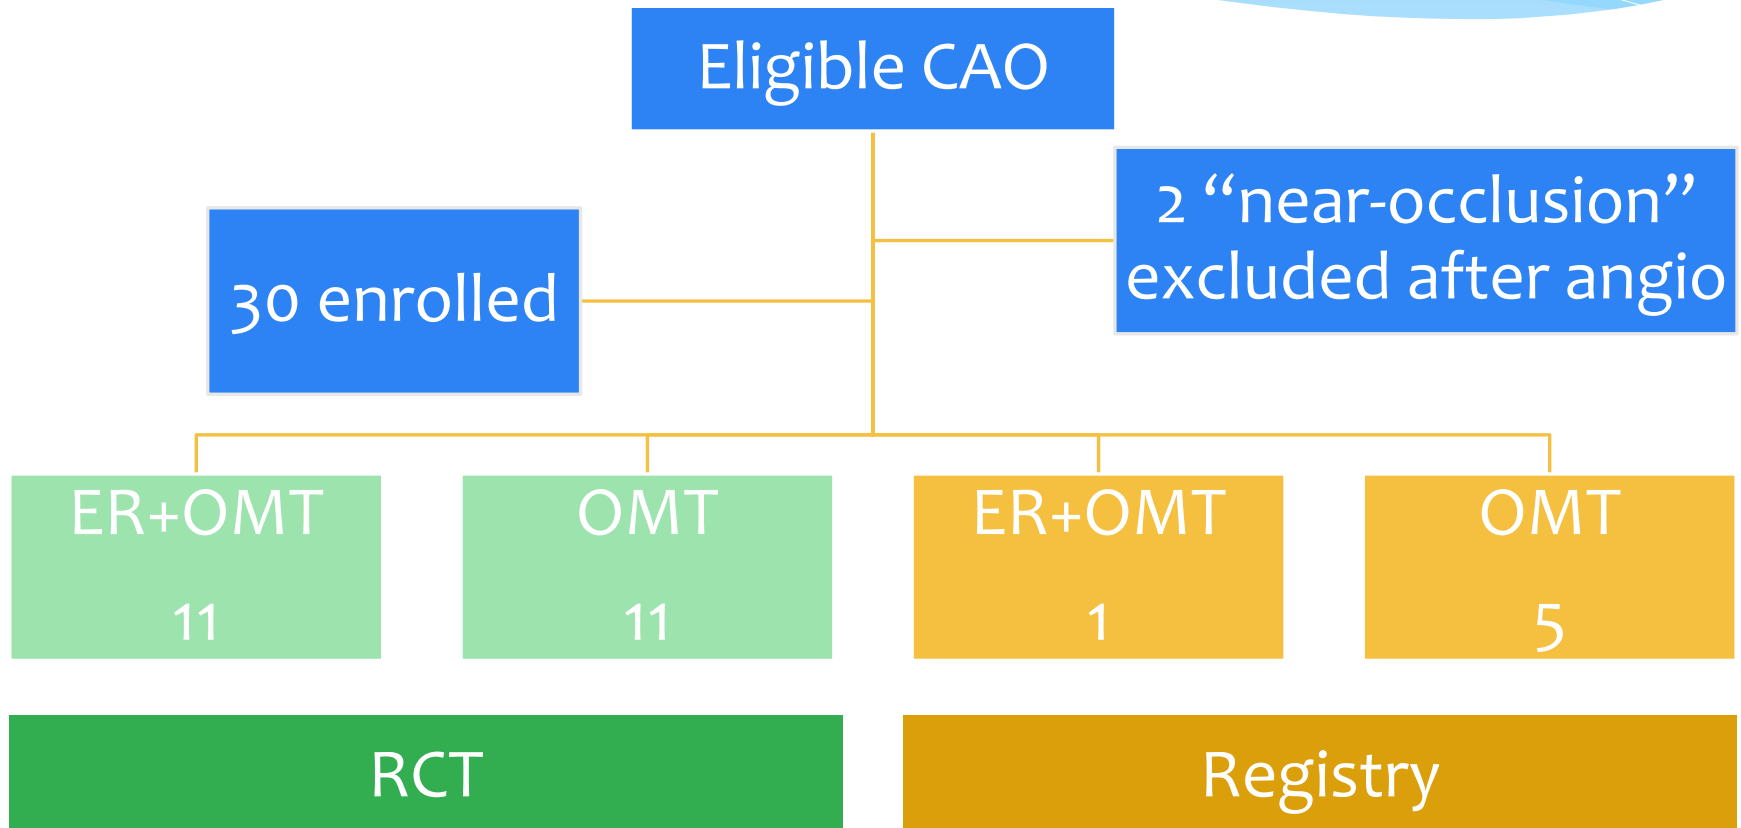 Eligible CAO
2 “near-occlusion”
excluded after angio
30 enrolled
ER+OMT
11
OMT
11
ER+OMT
1
OMT
5
RCT
Registry